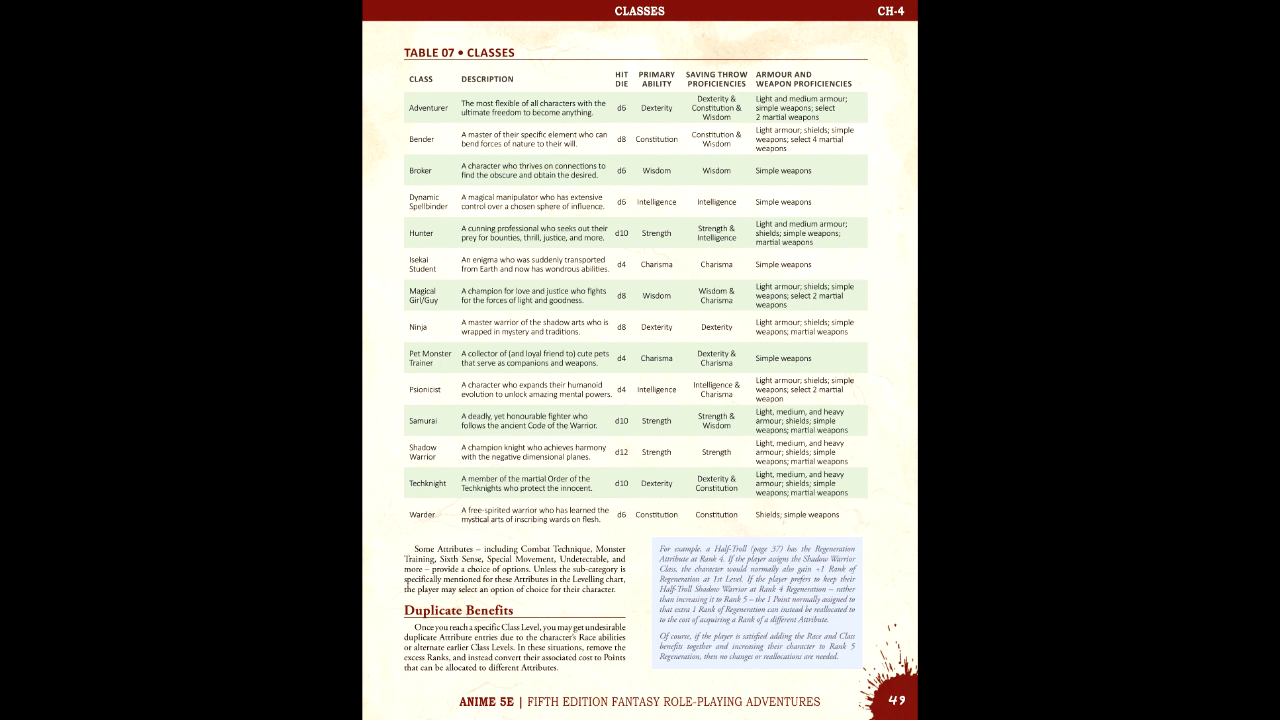 CLASSES
CH-4
TABLE 07 • CLASSES
CLASS DESCRIPTION HIT DIE PRIMARY ABILITY SAVING THROW PROFICIENCIES ARMOUR AND WEAPON PROFICIENCIES
Adventurer The most flexible of all characters with the ultimate freedom to become anything. d6 Dexterity Dexterity & Constitution & Wisdom Light and medium armour; simple weapons; select 2 martial weapons
Bender A master of their specific element who can bend forces of nature to their will. d8 Constitution Constitution & Wisdom Light armour; shields; simple weapons; select 4 martial weapons
Broker A character who thrives on connections to find the obscure and obtain the desired. d6 Wisdom Wisdom Simple weapons
Dynamic Spellbinder A magical manipulator who has extensive control over a chosen sphere of influence. d6 Intelligence Intelligence Simple weapons
Hunter A cunning professional who seeks out their prey for bounties, thrill, justice, and more. d10 Strength Strength & Intelligence Light and medium armour; shields; simple weapons; martial weapons
Isekai Student An enigma who was suddenly transported from Earth and now has wondrous abilities. d4 Charisma Charisma Simple weapons
Magical Girl/Guy A champion for love and justice who fights for the forces of light and goodness. d8 Wisdom Wisdom & Charisma Light armour; shields; simple weapons; select 2 martial weapons
Ninja A master warrior of the shadow arts who is wrapped in mystery and traditions. d8 Dexterity Dexterity Light armour; shields; simple weapons; martial weapons
Pet Monster Trainer A collector of (and loyal friend to) cute pets that serve as companions and weapons. d4 Charisma Dexterity & Charisma Simple weapons
Psionicist A character who expands their humanoid evolution to unlock amazing mental powers. d4 Intelligence Intelligence & Charisma Light armour; shields; simple weapons; select 2 martial weapon
Samurai A deadly, yet honourable fighter who follows the ancient Code of the Warrior. d10 Strength Strength & Wisdom Light, medium, and heavy armour; shields; simple weapons; martial weapons
Shadow Warrior A champion knight who achieves harmony with the negative dimensional planes. d12 Strength Strength Light, medium, and heavy armour; shields; simple weapons; martial weapons
Techknight A member of the martial Order of the Techknights who protect the innocent. d10 Dexterity Dexterity & Constitution Light, medium, and heavy armour; shields; simple weapons; martial weapons
Warder A free-spirited warrior who has learned the mystical arts of inscribing wards on flesh. d6 Constitution Constitution Shields; simple weapons
Some Attributes – including Combat Technique, Monster
Training, Sixth Sense, Special Movement, Undetectable, and
more – provide a choice of options. Unless the sub-category is
specifically mentioned for these Attributes in the Levelling chart,
the player may select an option of choice for their character.
Duplicate Benefits
Once you reach a specific Class Level, you may get undesirable
duplicate Attribute entries due to the character's Race abilities
or alternate earlier Class Levels. In these situations, remove the
excess Ranks, and instead convert their associated cost to Points
that can be allocated to different Attributes.
For example, a Half-Troll (page 37) has the Regeneration
Attribute at Rank 4. If the player assigns the Shadow Warrior
Class, the character would normally also gain +1 Rank of
Regeneration at 1st Level. If the player prefers to keep their
Half-Troll Shadow Warrior at Rank 4 Regeneration – rather
than increasing it to Rank 5 – the 1 Point normally assigned to
that extra 1 Rank of Regeneration can instead be reallocated to
to the cost of acquiring a Rank of a different Attribute.
Of course, if the player is satisfied adding the Race and Class
benefits together and increasing their character to Rank 5
Regeneration, then no changes or reallocations are needed.
ANIME 5E | FIFTH EDITION FANTASY ROLE-PLAYING ADVENTURES
49